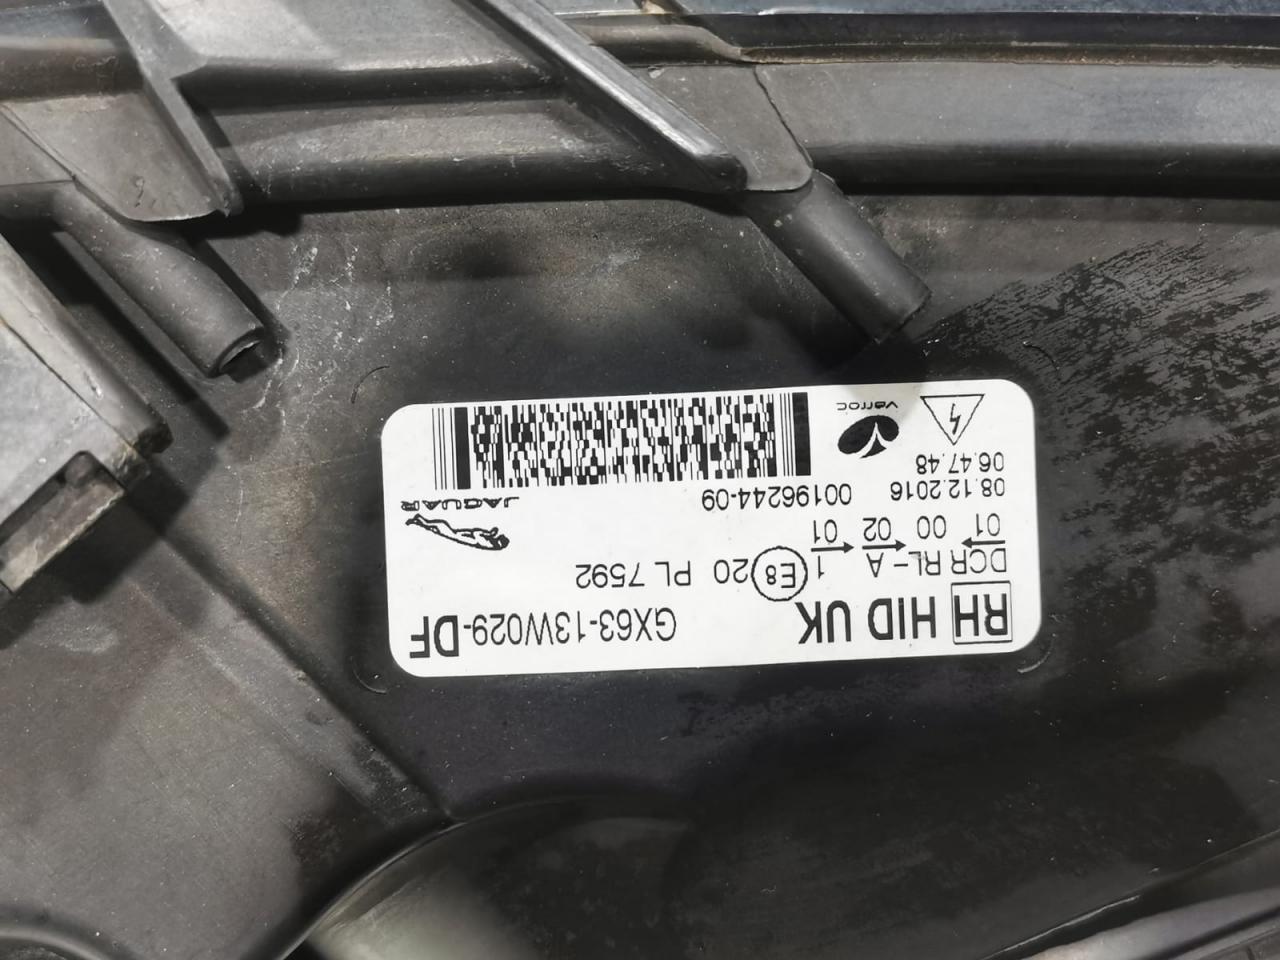 RH HID UK GX63-13W029-DF
DCR RL-A 1 E8 20 PL 7592
01 00 02 01
08.12.2016 00196244-09
06.47.48
JAGUAR
varroc